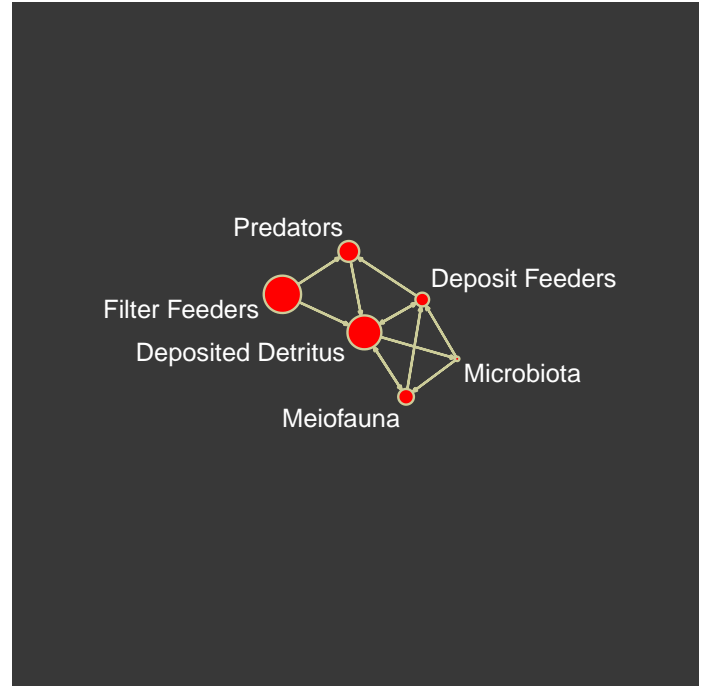 Predators
Deposit Feeders
Filter Feeders
Deposited Detritus
Microbiota
Meiofauna